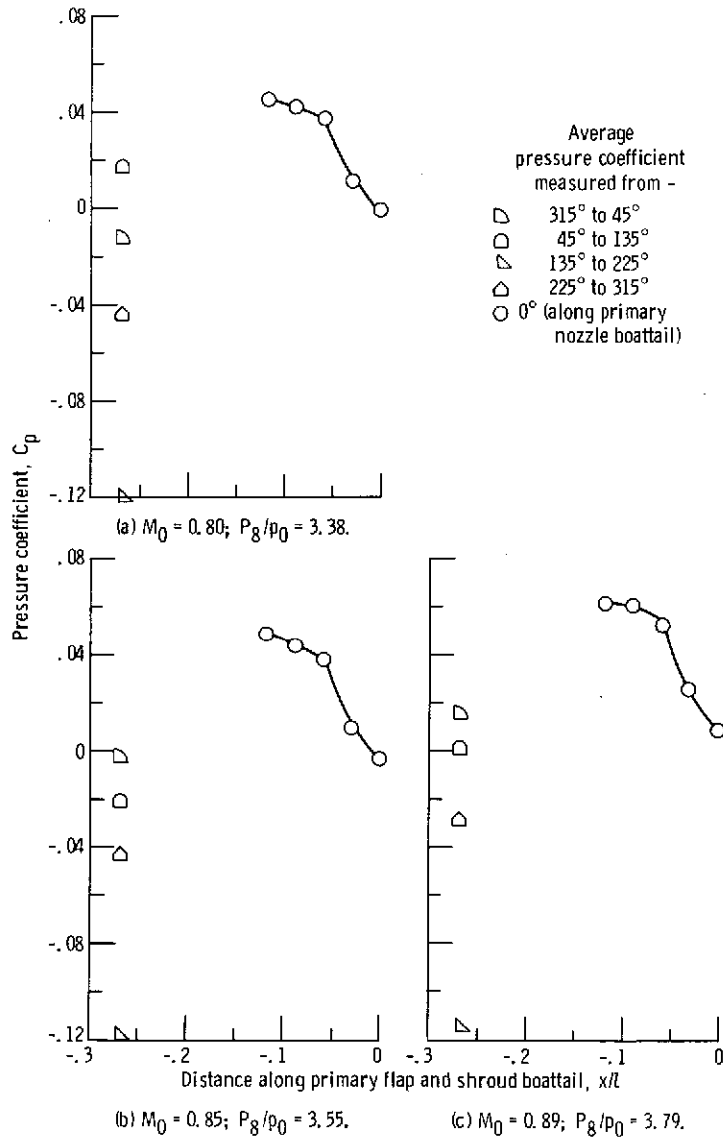 .08
.04
0
-.04
-.08
-.12
Average
pressure coefficient
measured from -
315° to 45°
45° to 135°
135° to 225°
225° to 315°
0° (along primary
nozzle boattail)
(a) M0 = 0.80; P8/p0 = 3.38.
Pressure coefficient, Cp
.08
.04
0
-.04
-.08
-.12
-.3 -.2 -.1 0 -.3 -.2 -.1 0
Distance along primary flap and shroud boattail, x/l
(b) M0 = 0.85; P8/p0 = 3.55. (c) M0 = 0.89; P8/p0 = 3.79.